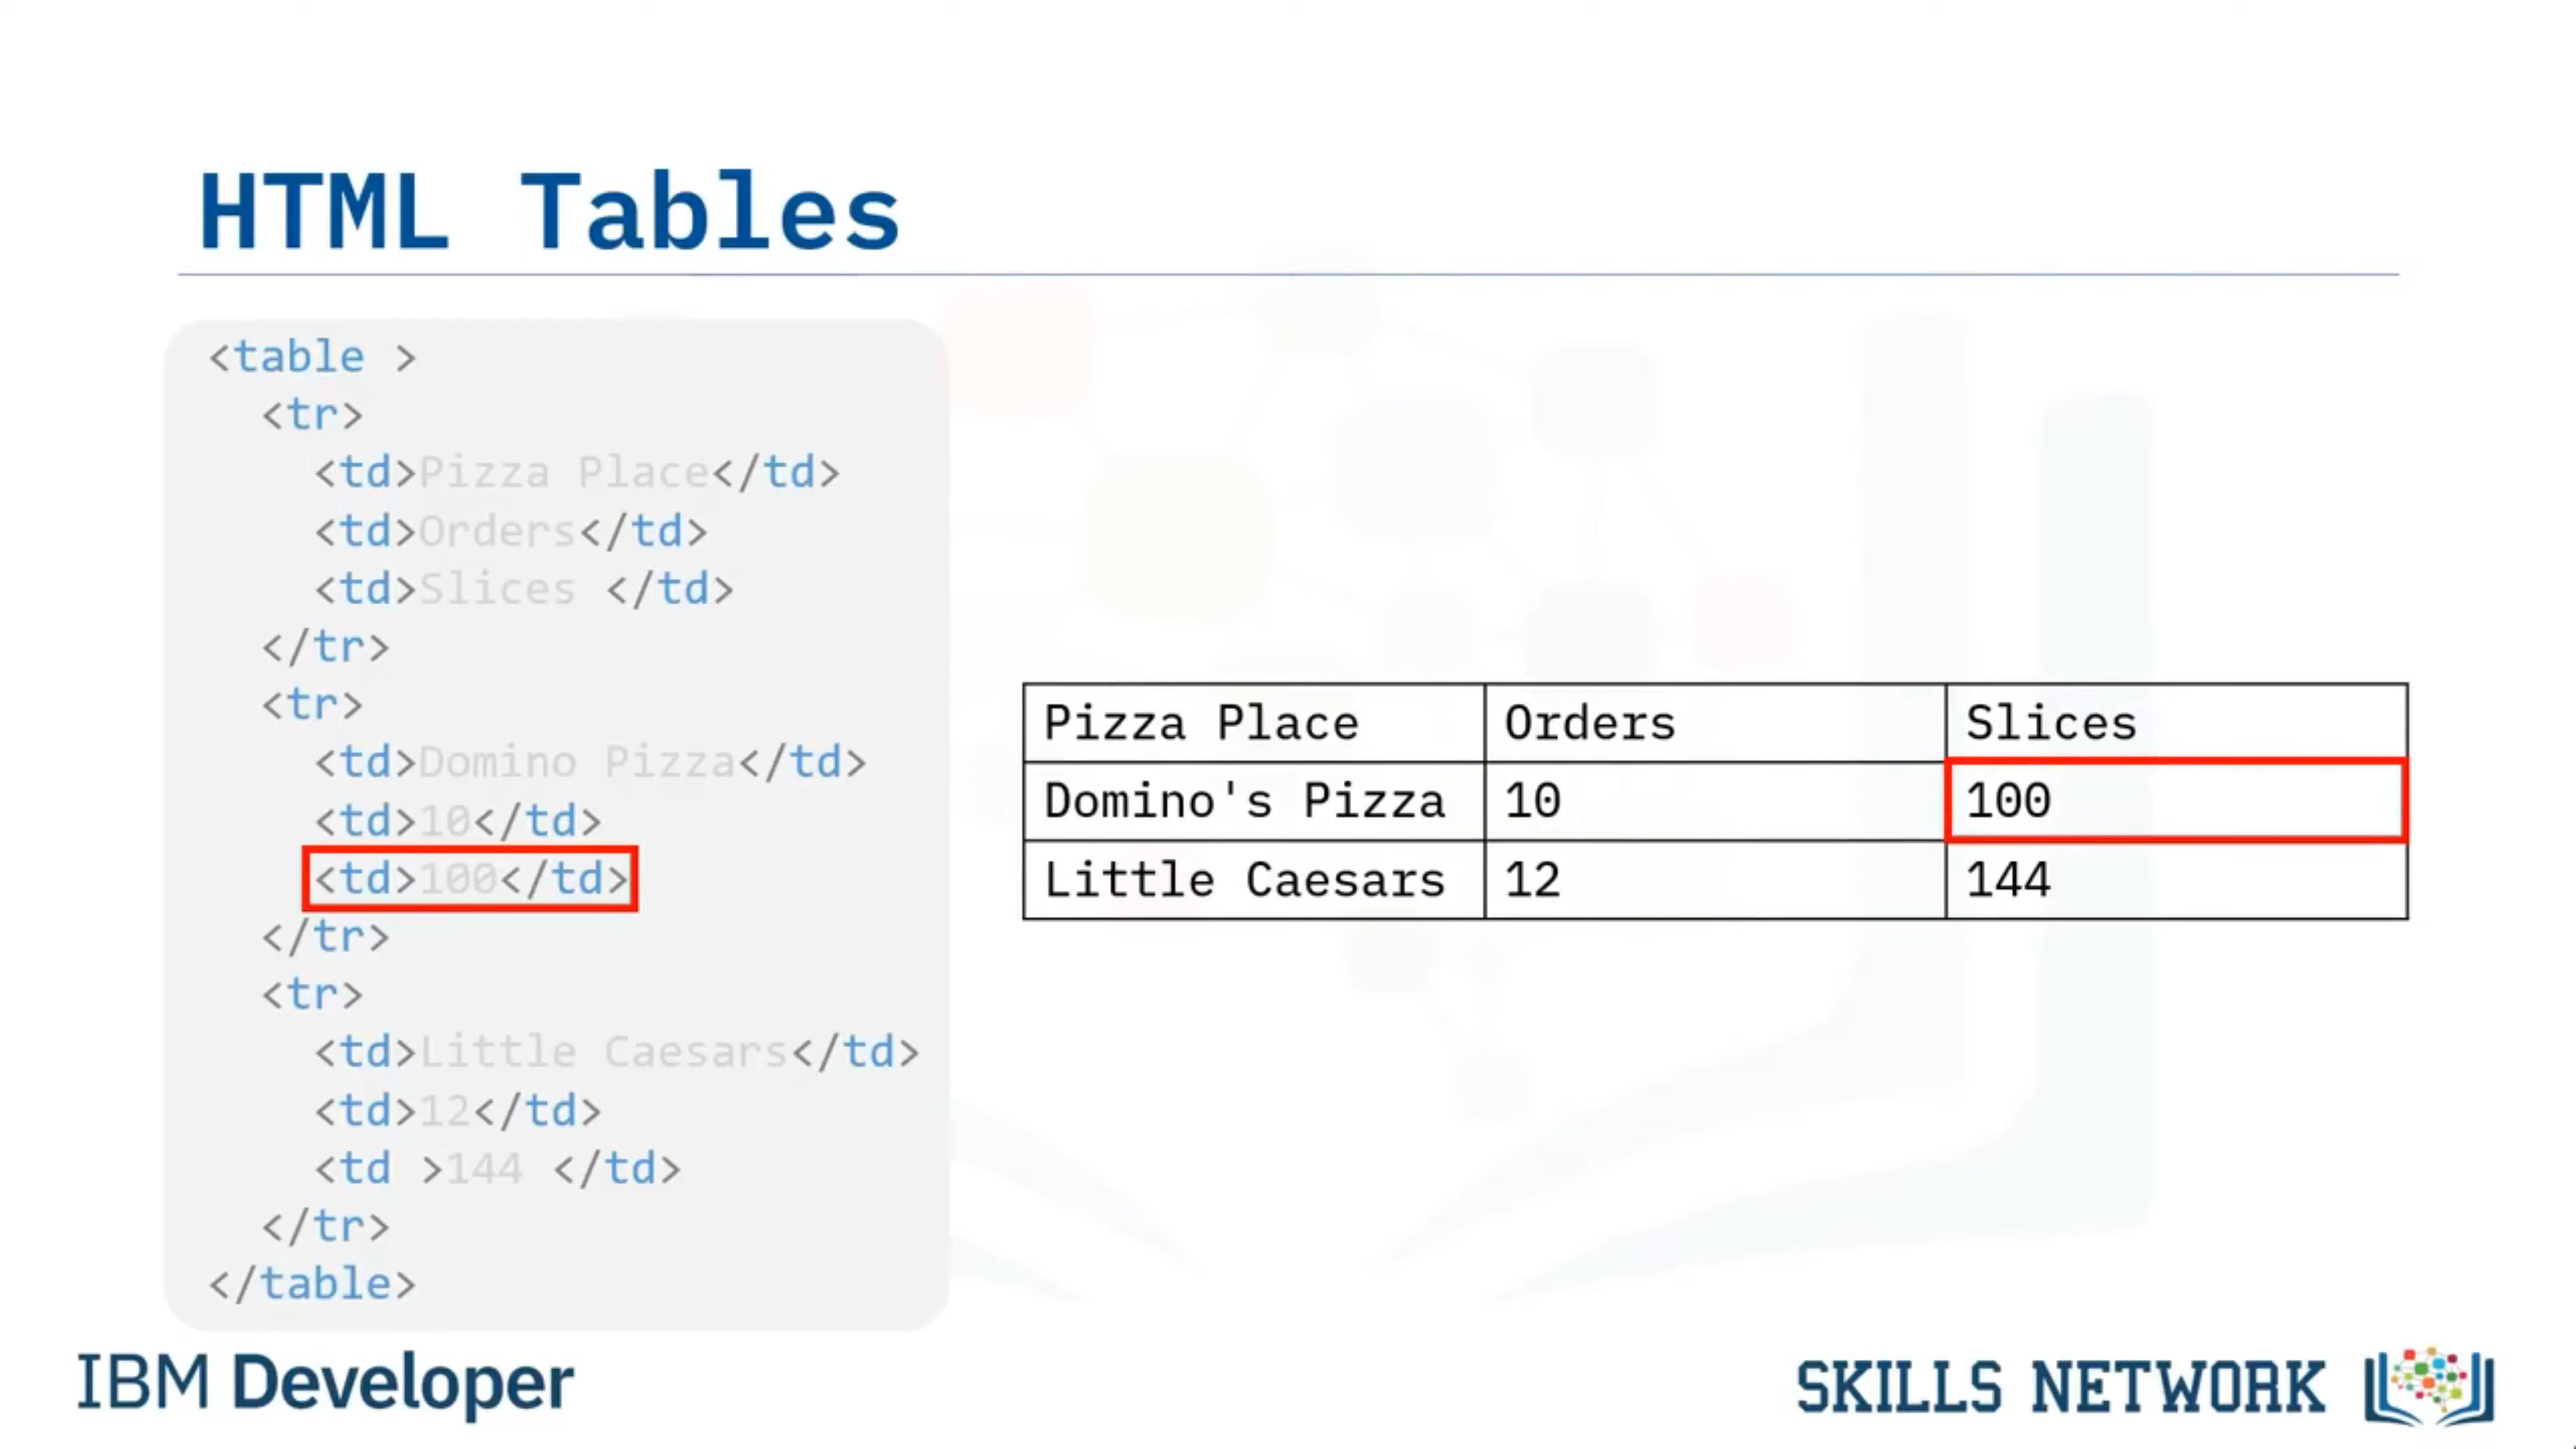 HTML Tables
<table >
<tr>
<td>Pizza Place</td>
<td>Orders</td>
<td>Slices </td>
</tr>
<tr>
<td>Domino Pizza</td>
<td>10</td>
<td>100</td>
</tr>
<tr>
<td>Little Caesars</td>
<td>12</td>
<td >144 </td>
</tr>
</table>
Pizza Place Orders Slices
Domino's Pizza 10 100
Little Caesars 12 144
IBM Developer
SKILLS NETWORK